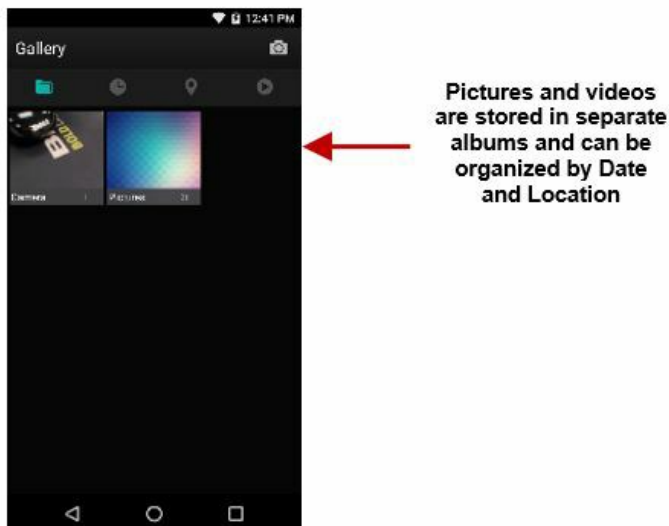 12:41 PM
Gallery
Pictures and videos
are stored in separate
albums and can be
organized by Date
and Location
BOLD
Camera
Pictures